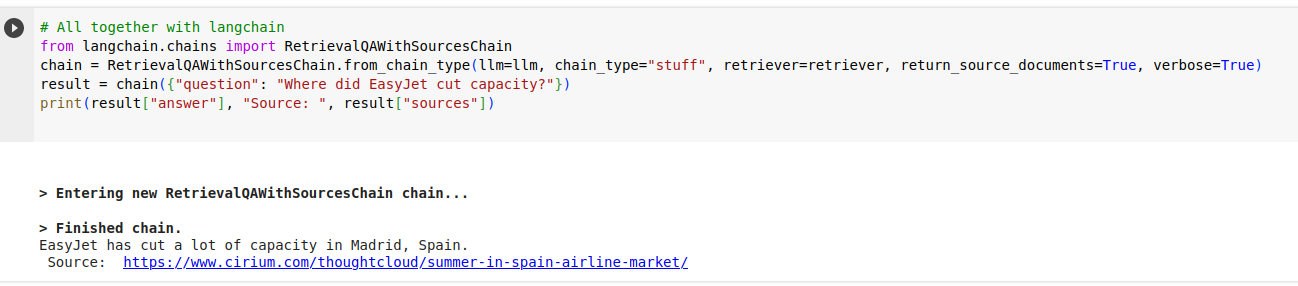 # All together with langchain
from langchain.chains import RetrievalQAWithSourcesChain
chain = RetrievalQAWithSourcesChain.from_chain_type(llm=llm, chain_type="stuff", retriever=retriever, return_source_documents=True, verbose=True)
result = chain({"question": "Where did EasyJet cut capacity?"})
print(result["answer"], "Source: ", result["sources"])
> Entering new RetrievalQAWithSourcesChain chain...
> Finished chain.
EasyJet has cut a lot of capacity in Madrid, Spain.
Source:  https://www.cirium.com/thoughtcloud/summer-in-spain-airline-market/